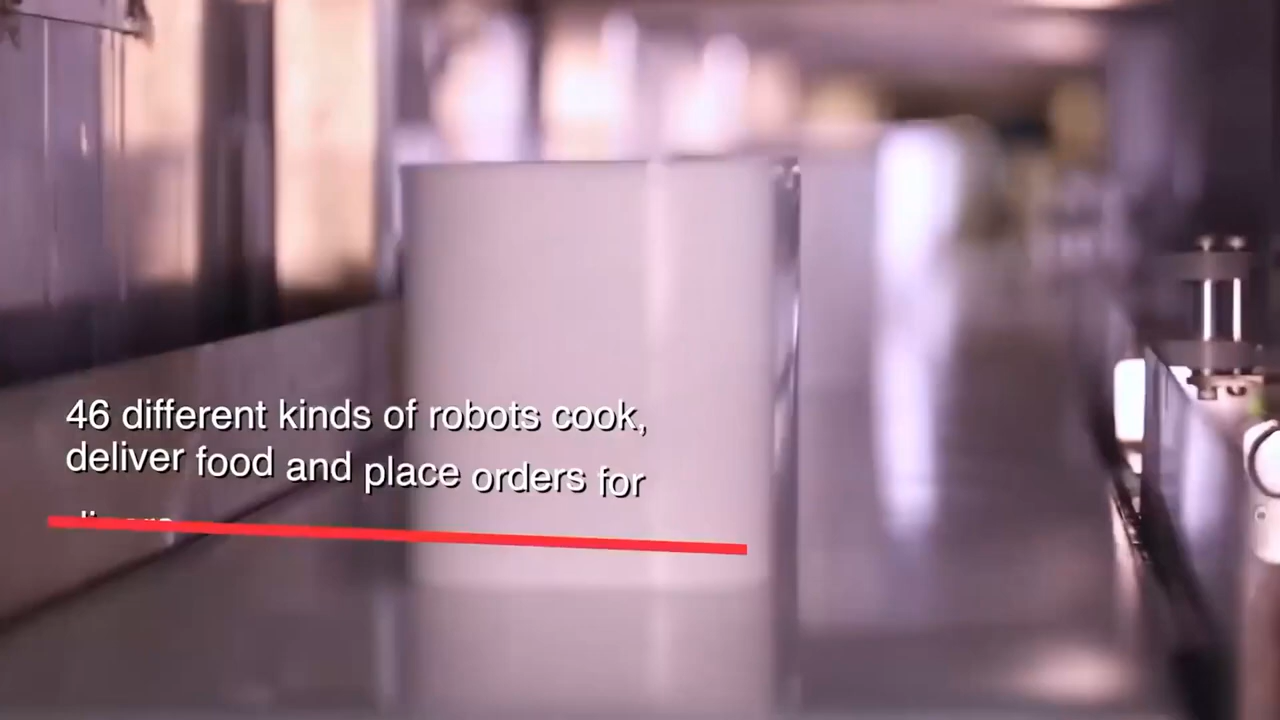 46 different kinds of robots cook,
deliver food and place orders for